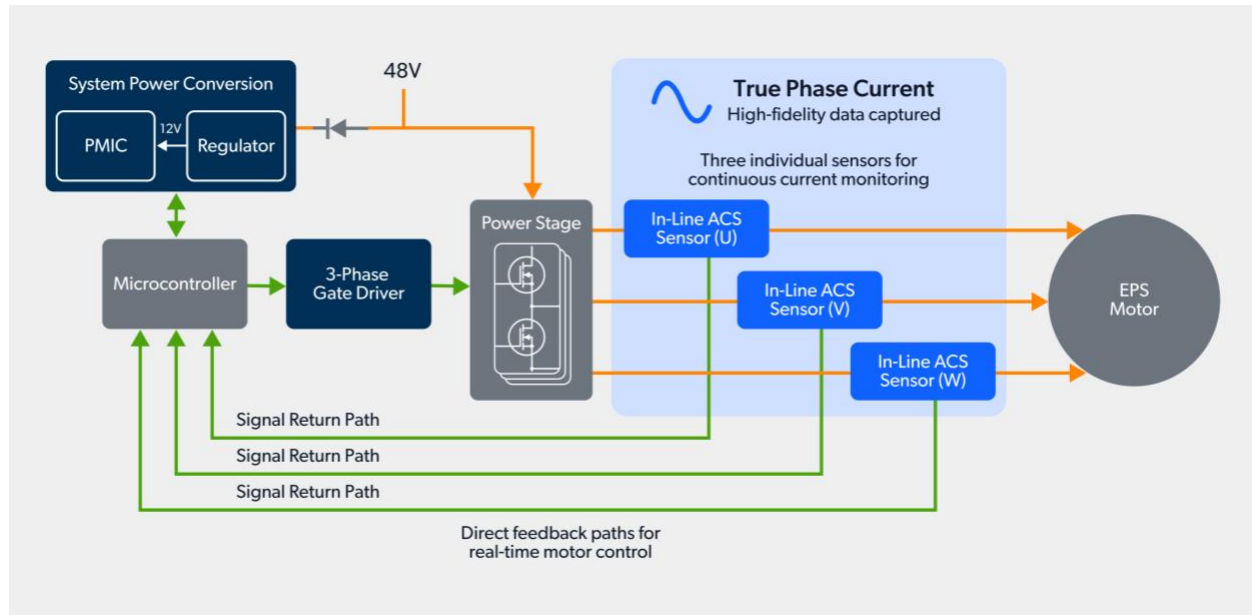 System Power Conversion
PMIC
12V
Regulator
48V
True Phase Current
High-fidelity data captured
Three individual sensors for
continuous current monitoring
Microcontroller
3-Phase
Gate Driver
Power Stage
In-Line ACS
Sensor (U)
In-Line ACS
Sensor (V)
In-Line ACS
Sensor (W)
EPS
Motor
Signal Return Path
Signal Return Path
Signal Return Path
Direct feedback paths for
real-time motor control